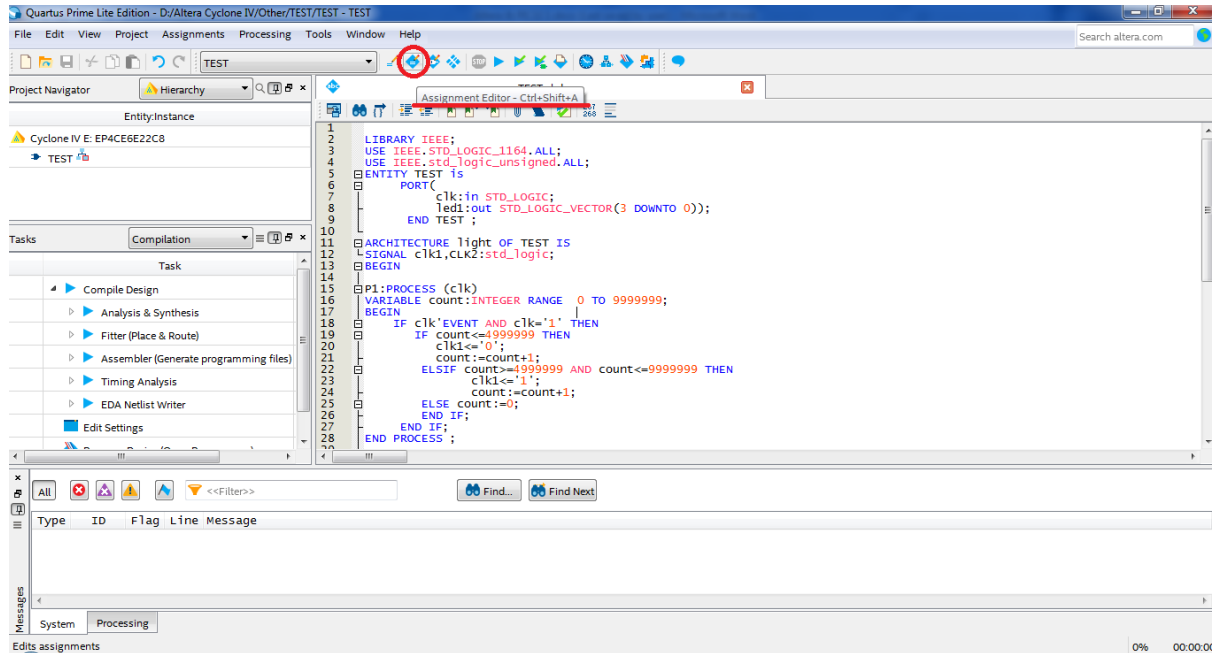 Quartus Prime Lite Edition - D:/Altera Cyclone IV/Other/TEST/TEST - TEST
File Edit View Project Assignments Processing Tools Window Help
Search altera.com
TEST
STOP
Project Navigator
Hierarchy
Assignment Editor - Ctrl+Shift+A
267
268
Entity:Instance
Cyclone IV E: EP4CE6E22C8
TEST
Tasks
Compilation
Task
Compile Design
Analysis & Synthesis
Fitter (Place & Route)
Assembler (Generate programming files)
Timing Analysis
EDA Netlist Writer
Edit Settings
1
2 LIBRARY IEEE;
3 USE IEEE.STD_LOGIC_1164.ALL;
4 USE IEEE.std_logic_unsigned.ALL;
5 ENTITY TEST is
6 PORT(
7 clk:in STD_LOGIC;
8 led1:out STD_LOGIC_VECTOR(3 DOWNTO 0));
9 END TEST ;
10
11 ARCHITECTURE light OF TEST IS
12 SIGNAL clk1,CLK2:std_logic;
13 BEGIN
14
15 P1:PROCESS (clk)
16 VARIABLE count:INTEGER RANGE 0 TO 9999999;
17 BEGIN
18 IF clk'EVENT AND clk='1' THEN
19 IF count<=4999999 THEN
20 clk1<='0';
21 count:=count+1;
22 ELSIF count>=4999999 AND count<=9999999 THEN
23 clk1<='1';
24 count:=count+1;
25 ELSE count:=0;
26 END IF;
27 END IF;
28 END PROCESS ;
All
<<Filter>>
Find...
Find Next
Type ID Flag Line Message
Messages
System Processing
Edits assignments
0% 00:00:00